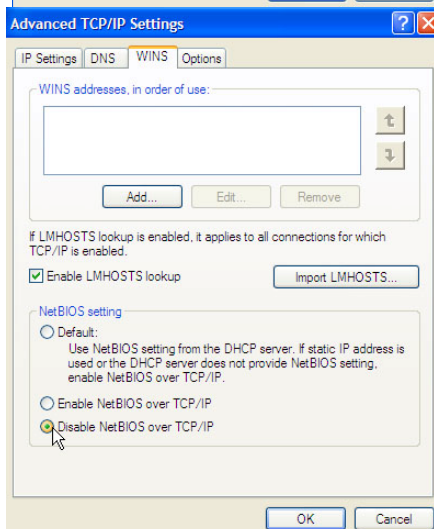 Advanced TCP/IP Settings
IP Settings DNS WINS Options
WINS addresses, in order of use:
Add... Edit... Remove
If LMHOSTS lookup is enabled, it applies to all connections for which
TCP/IP is enabled.
Enable LMHOSTS lookup Import LMHOSTS...
NetBIOS setting
Default:
Use NetBIOS setting from the DHCP server. If static IP address is
used or the DHCP server does not provide NetBIOS setting,
enable NetBIOS over TCP/IP.
Enable NetBIOS over TCP/IP
Disable NetBIOS over TCP/IP
OK Cancel